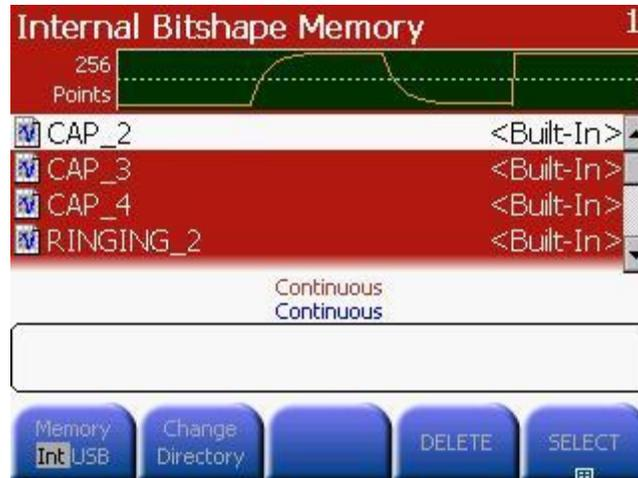 Internal Bitshape Memory 1
256
Points
CAP_2 <Built-In>
CAP_3 <Built-In>
CAP_4 <Built-In>
RINGING_2 <Built-In>
Continuous
Continuous
Memory
Int USB
Change
Directory
DELETE
SELECT